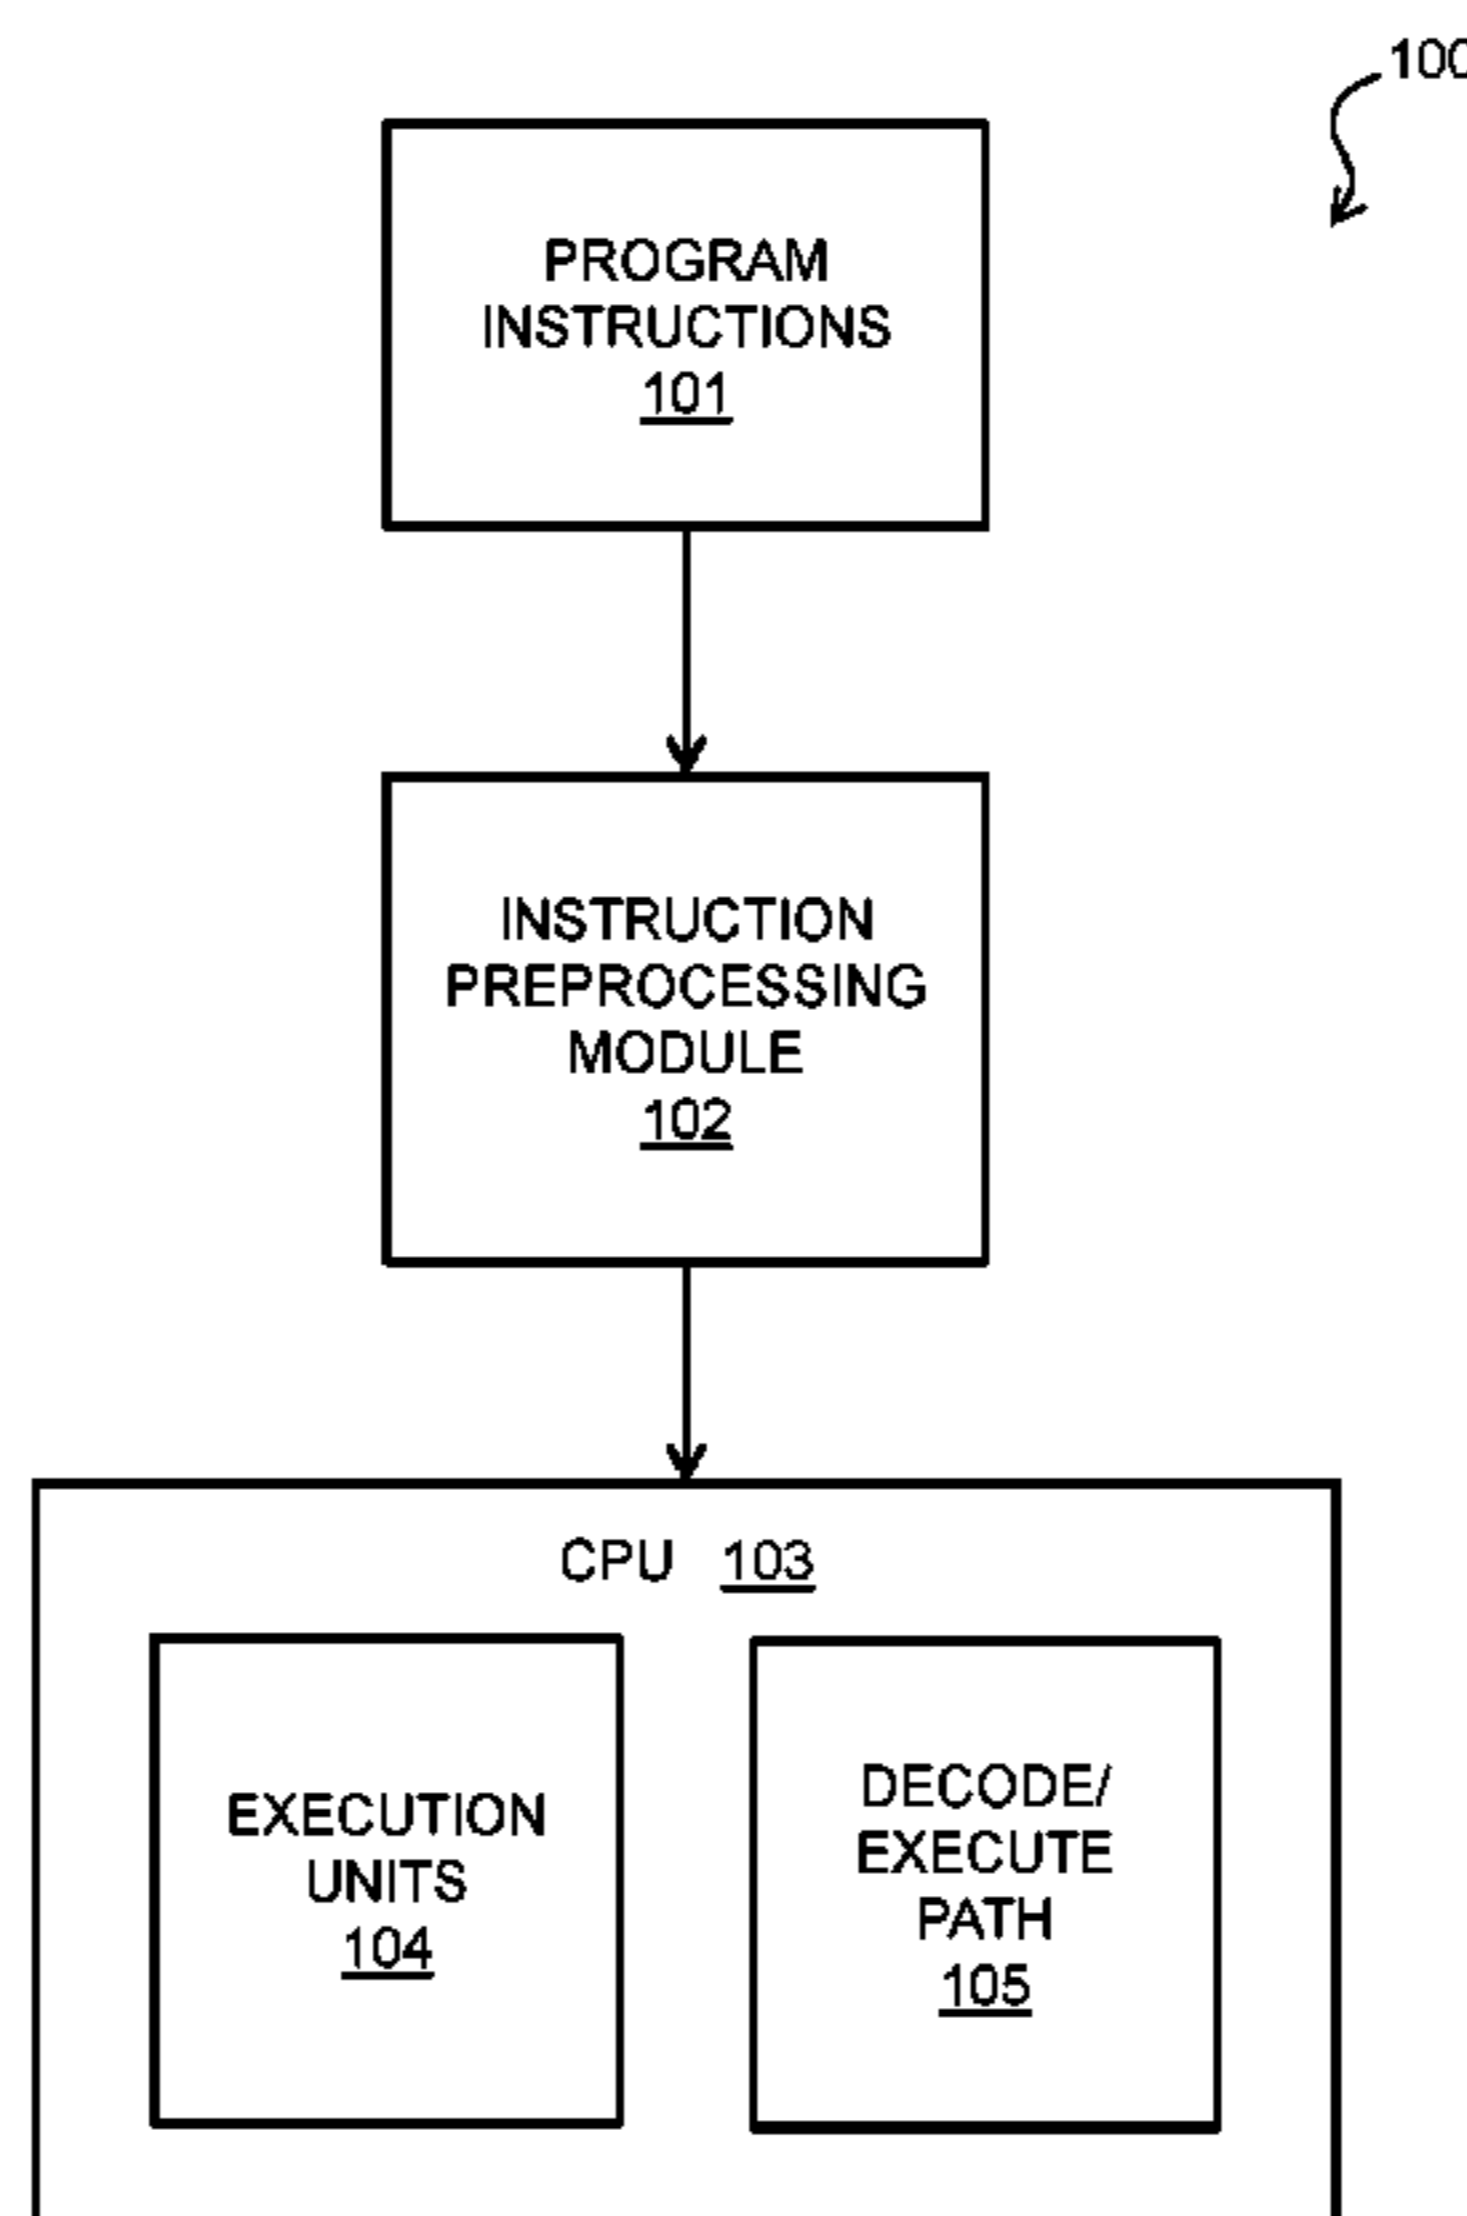 100
PROGRAM
INSTRUCTIONS
101
INSTRUCTION
PREPROCESSING
MODULE
102
CPU 103
EXECUTION
UNITS
104
DECODE/
EXECUTE
PATH
105